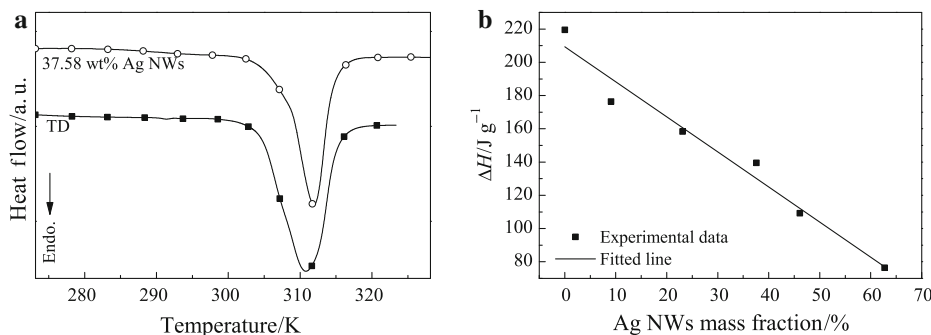 a
37.58 wt% Ag NWs
TD
Heat flow/a. u.
Endo.
280 290 300 310 320
Temperature/K
b
220
200
180
160
140
120
100
80
ΔH/J g⁻¹
Experimental data
Fitted line
0 10 20 30 40 50 60 70
Ag NWs mass fraction/%